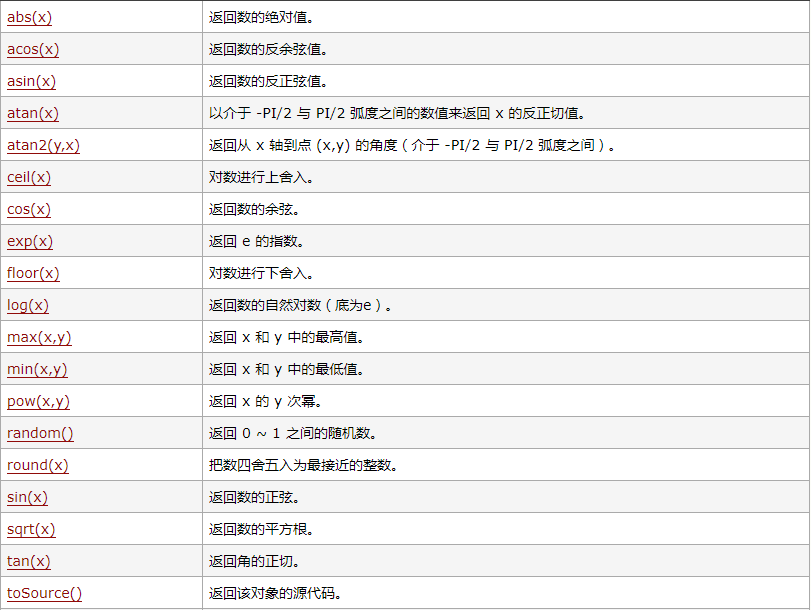 abs(x) 返回数的绝对值。
acos(x) 返回数的反余弦值。
asin(x) 返回数的反正弦值。
atan(x) 以介于 -PI/2 与 PI/2 弧度之间的数值来返回 x 的反正切值。
atan2(y,x) 返回从 x 轴到点 (x,y) 的角度（介于 -PI/2 与 PI/2 弧度之间）。
ceil(x) 对数进行上舍入。
cos(x) 返回数的余弦。
exp(x) 返回 e 的指数。
floor(x) 对数进行下舍入。
log(x) 返回数的自然对数（底为e）。
max(x,y) 返回 x 和 y 中的最高值。
min(x,y) 返回 x 和 y 中的最低值。
pow(x,y) 返回 x 的 y 次幂。
random() 返回 0 ~ 1 之间的随机数。
round(x) 把数四舍五入为最接近的整数。
sin(x) 返回数的正弦。
sqrt(x) 返回数的平方根。
tan(x) 返回角的正切。
toSource() 返回该对象的源代码。